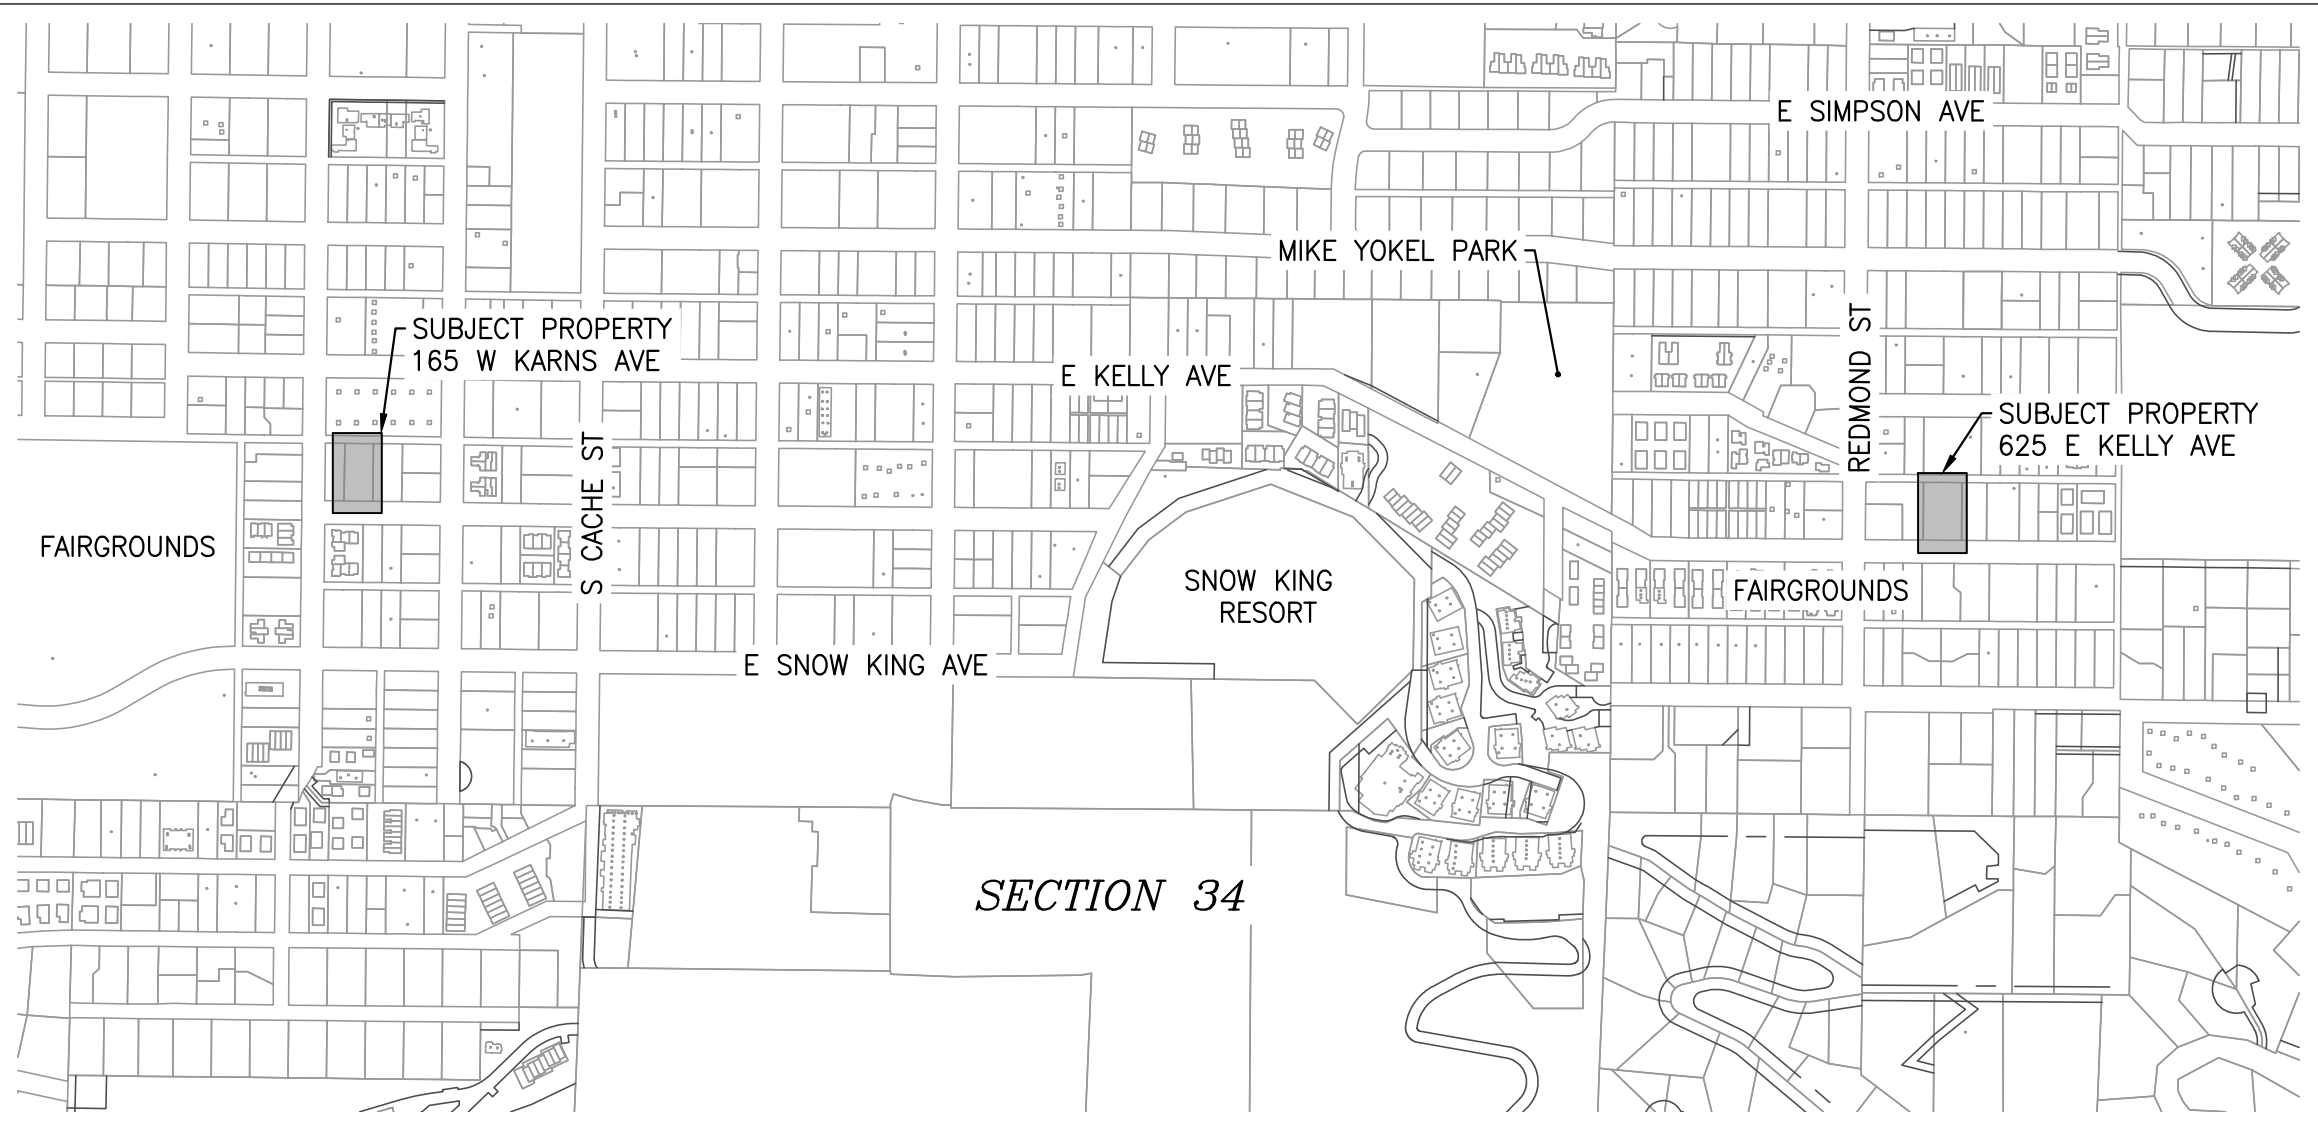 E SIMPSON AVE
MIKE YOKEL PARK
SUBJECT PROPERTY
165 W KARNS AVE
E KELLY AVE
REDMOND ST
SUBJECT PROPERTY
625 E KELLY AVE
S CACHE ST
FAIRGROUNDS
SNOW KING
RESORT
FAIRGROUNDS
E SNOW KING AVE
SECTION 34